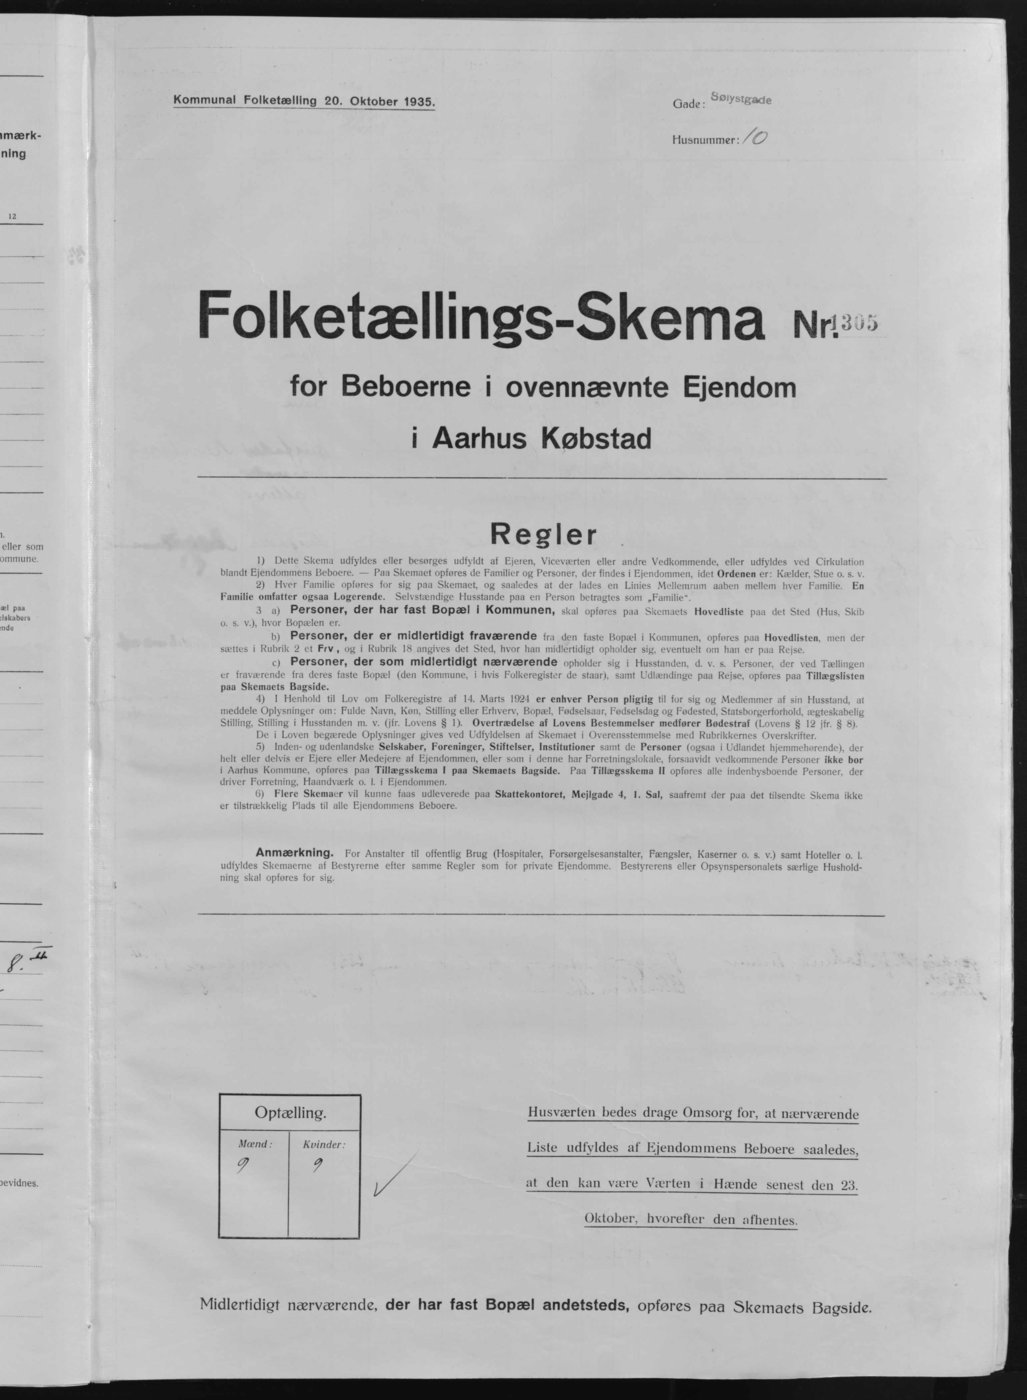 Kommunal Folketælling 20. Oktober 1935.
Gade: Sølystgade
Husnummer: 10
Folketællings-Skema Nr. 1305
for Beboerne i ovennævnte Ejendom
i Aarhus Købstad
Regler
1) Dette Skema udfyldes eller besørges udfyldt af Ejeren, Viceværten eller andre Vedkommende, eller udfyldes ved Cirkulation
blandt Ejendommens Beboere. — Paa Skemaet opføres de Familier og Personer, der findes i Ejendommen, idet Ordenen er: Kælder, Stue o. s. v.
2) Hver Familie opføres for sig paa Skemaet, og saaledes at der lades en Linies Mellemrum aaben mellem hver Familie. En
Familie omfatter ogsaa Logerende. Selvstændige Husstande paa en Person betragtes som „Familie“.
3 a) Personer, der har fast Bopæl i Kommunen, skal opføres paa Skemaets Hovedliste paa det Sted (Hus, Skib
o. s. v.), hvor Bopælen er.
b) Personer, der er midlertidigt fraværende fra den faste Bopæl i Kommunen, opføres paa Hovedlisten, men der
sættes i Rubrik 2 et Frv, og i Rubrik 18 angives det Sted, hvor han midlertidigt opholder sig, eventuelt om han er paa Rejse.
c) Personer, der som midlertidigt nærværende opholder sig i Husstanden, d. v. s. Personer, der ved Tællingen
er fraværende fra deres faste Bopæl (den Kommune, i hvis Folkeregister de staar), samt Udlændinge paa Rejse, opføres paa Tillægslisten
paa Skemaets Bagside.
4) I Henhold til Lov om Folkeregistre af 14. Marts 1924 er enhver Person pligtig til for sig og Medlemmer af sin Husstand, at
meddele Oplysninger om: Fulde Navn, Køn, Stilling eller Erhverv, Bopæl, Fødselsaar, Fødselsdag og Fødested, Statsborgerforhold, ægteskabelig
Stilling, Stilling i Husstanden m. v. (jfr. Lovens § 1). Overtrædelse af Lovens Bestemmelser medfører Bødestraf (Lovens § 12 jfr. § 8).
De i Loven begærede Oplysninger gives ved Udfyldelsen af Skemaet i Overensstemmelse med Rubrikkernes Overskrifter.
5) Inden- og udenlandske Selskaber, Foreninger, Stiftelser, Institutioner samt de Personer (ogsaa i Udlandet hjemmehørende), der
helt eller delvis er Ejere eller Medejere af Ejendommen, eller som i denne har Forretningslokale, forsaavidt vedkommende Personer ikke bor
i Aarhus Kommune, opføres paa Tillægsskema I paa Skemaets Bagside. Paa Tillægsskema II opføres alle indenbysboende Personer, der
driver Forretning, Haandværk o. l. i Ejendommen.
6) Flere Skemaer vil kunne faas udleverede paa Skattekontoret, Mejlgade 4, 1. Sal, saafremt der paa det tilsendte Skema ikke
er tilstrækkelig Plads til alle Ejendommens Beboere.
Anmærkning. For Anstalter til offentlig Brug (Hospitaler, Forsørgelsesanstalter, Fængsler, Kaserner o. s. v.) samt Hoteller o. l.
udfyldes Skemaerne af Bestyrerne efter samme Regler som for private Ejendomme. Bestyrerens eller Opsynspersonalets særlige Hushold-
ning skal opføres for sig.
Optælling.
Mænd: Kvinder:
9 9
Husværten bedes drage Omsorg for, at nærværende
Liste udfyldes af Ejendommens Beboere saaledes,
at den kan være Værten i Hænde senest den 23.
Oktober, hvorefter den afhentes.
Midlertidigt nærværende, der har fast Bopæl andetsteds, opføres paa Skemaets Bagside.